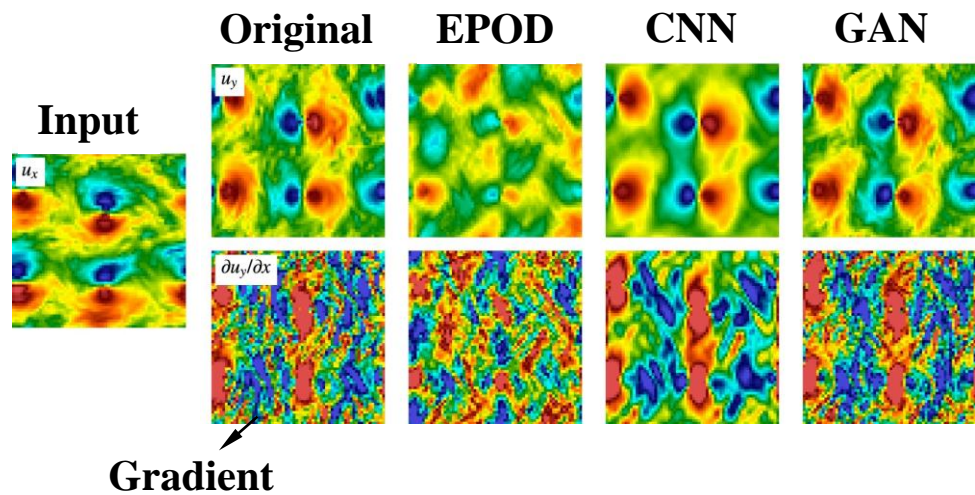 Original EPOD CNN GAN
u_y
Input
u_x
∂u_y/∂x
Gradient